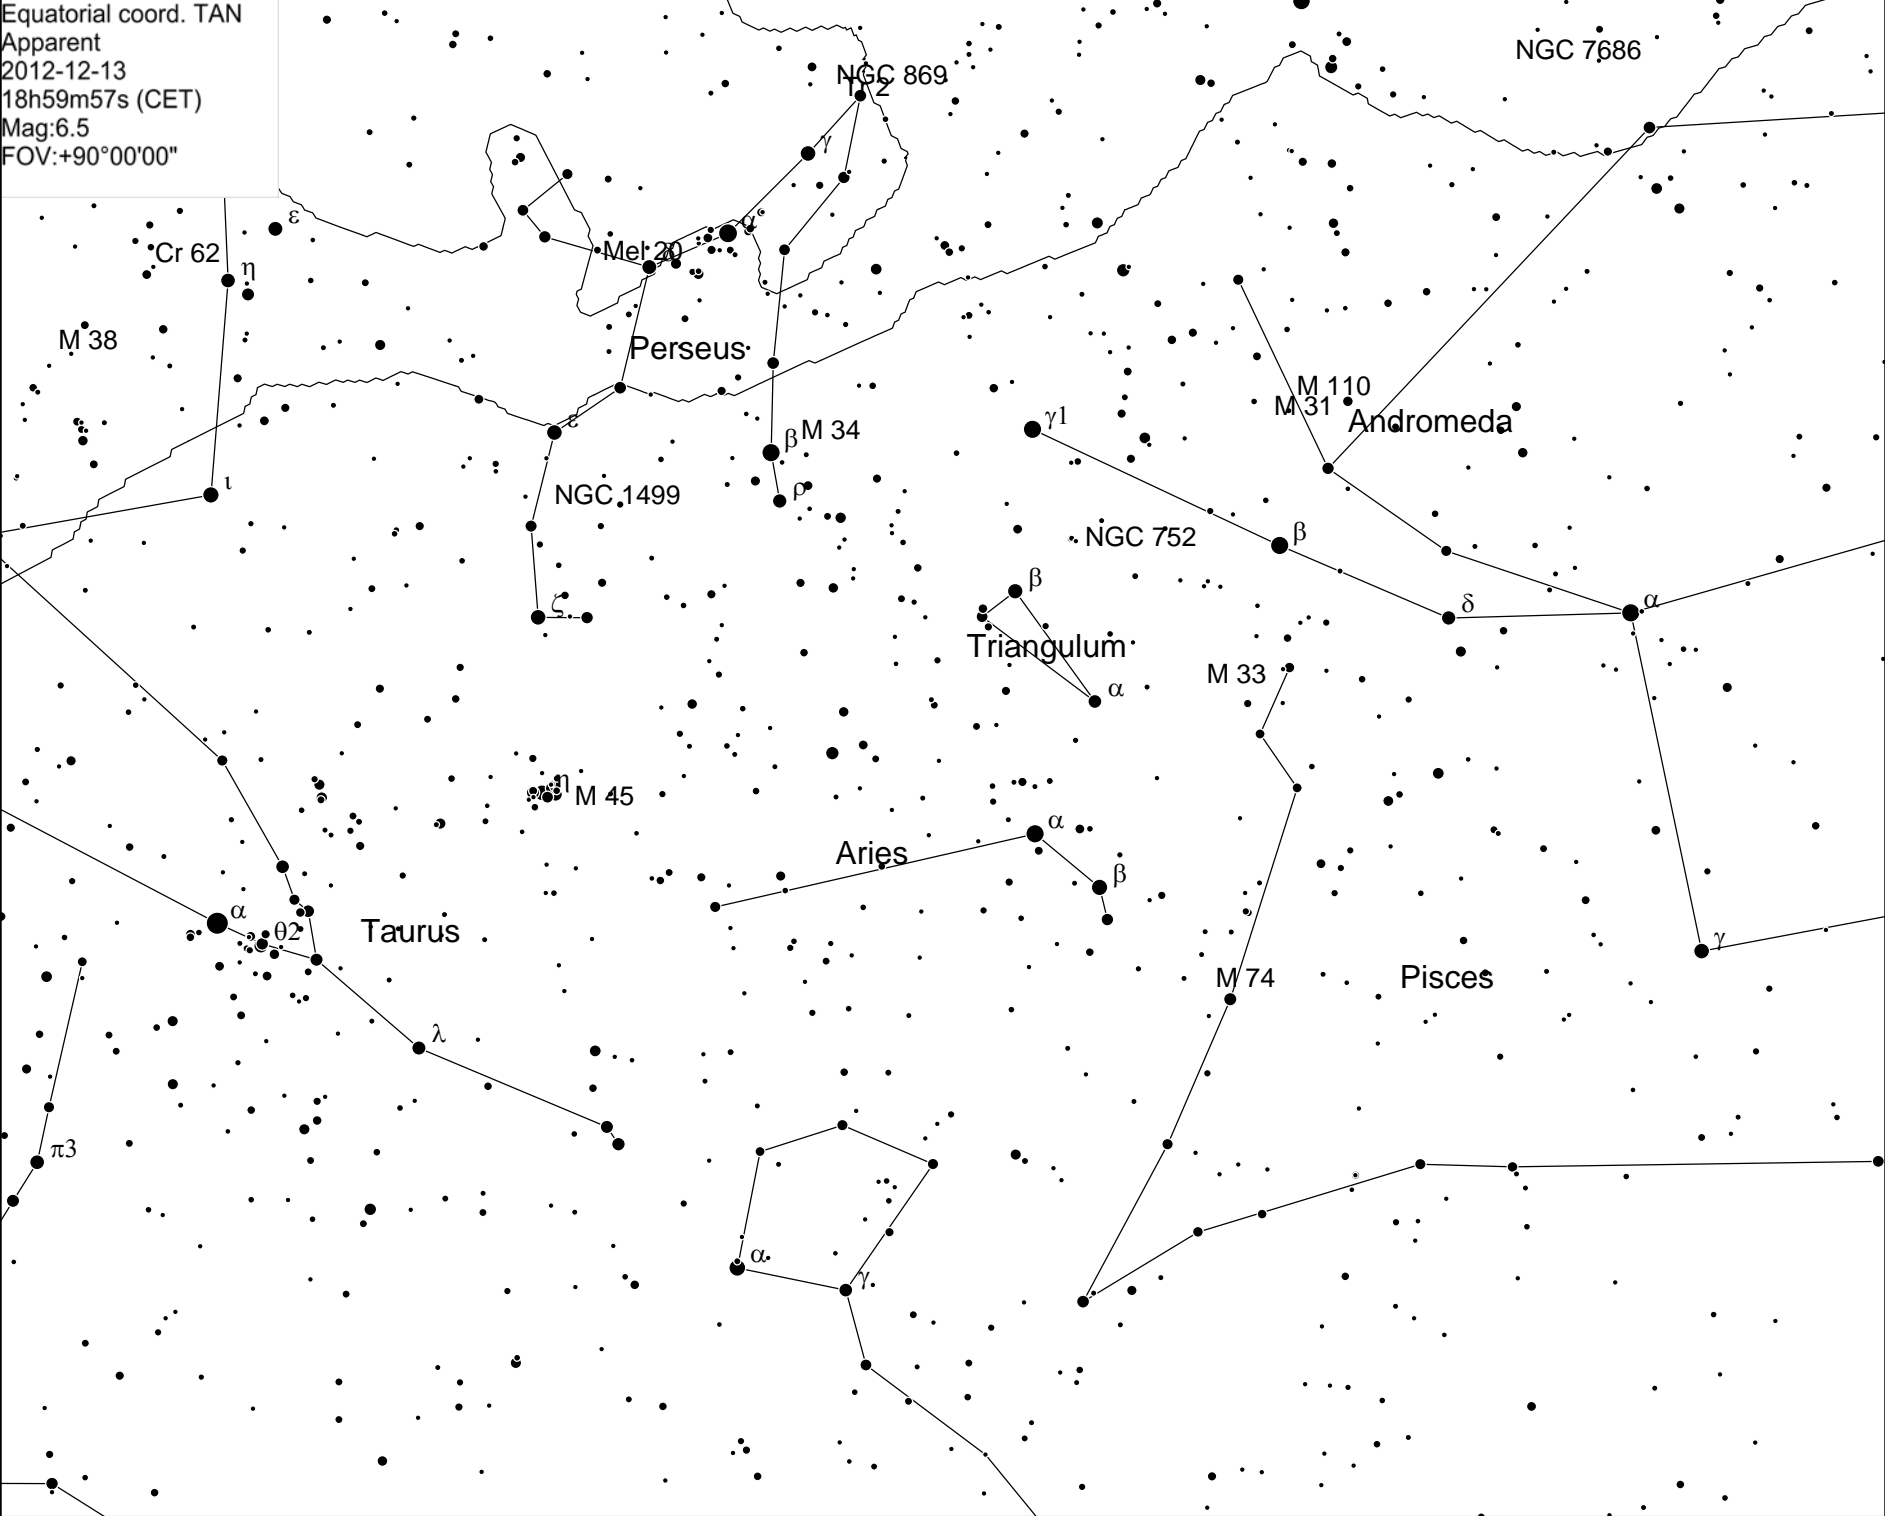 Equatorial coord. TAN
Apparent
2012-12-13
18h59m57s (CET)
Mag:6.5
FOV:+90°00'00"
NGC 7686
NGC 869
Tr 2
γ
ε
α
Cr 62
Mel 20
δ
η
M 38
Perseus
M 110
M 31
Andromeda
γ1
ε
β
M 34
ι
NGC 1499
ρ
β
NGC 752
β
ζ
δ
α
Triangulum
M 33
α
η
M 45
α
Aries
β
α
θ2
Taurus
γ
M 74
Pisces
λ
π3
α
γ